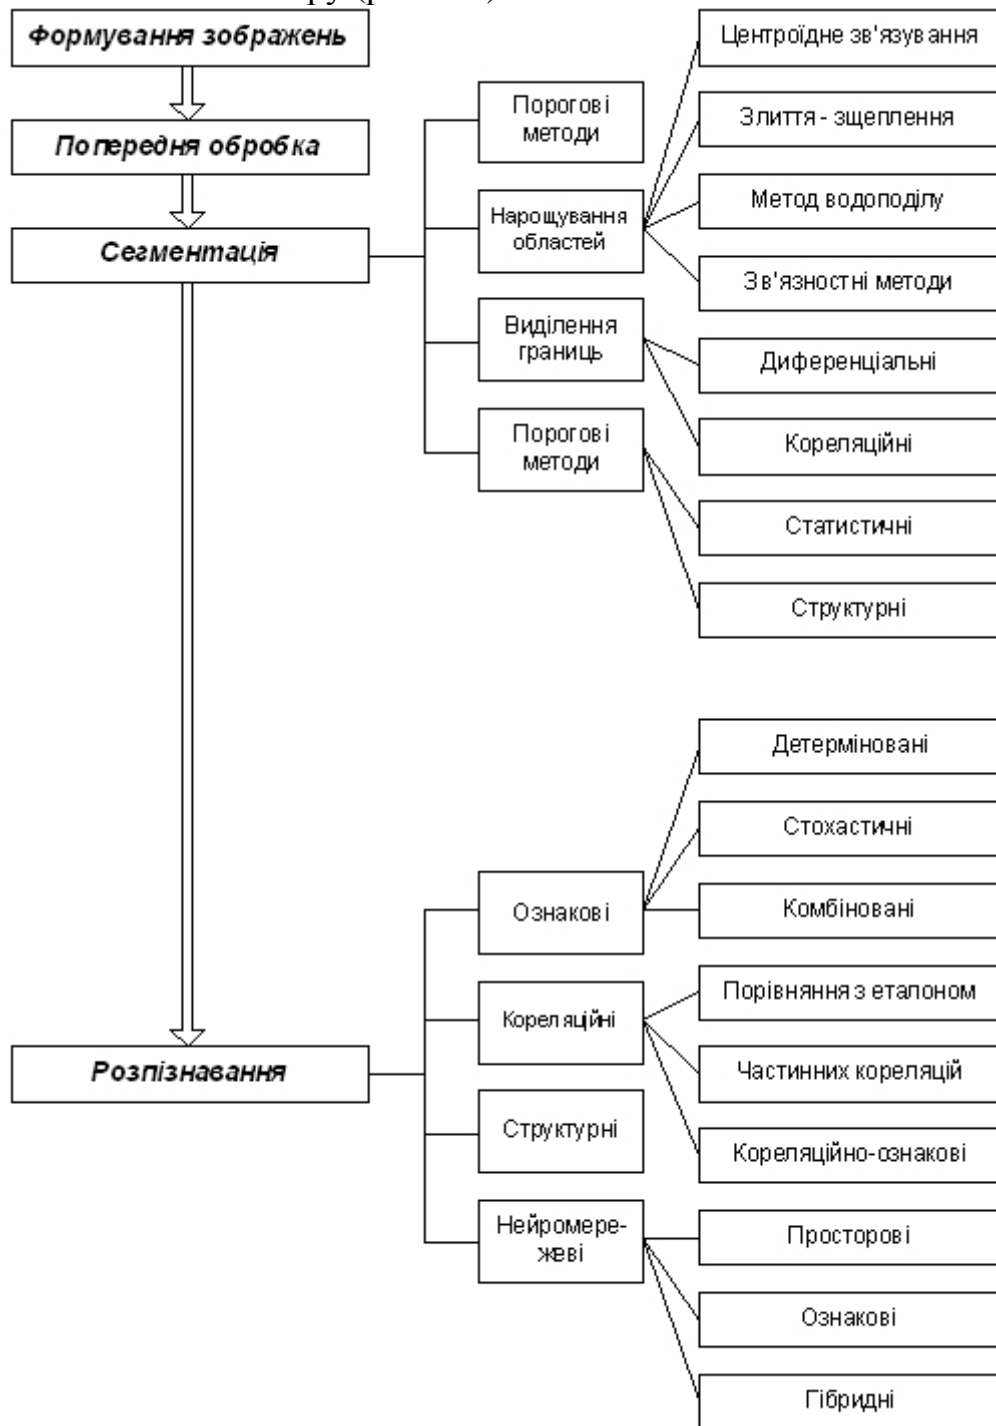 Формування зображень
Попередня обробка
Сегментація
Порогові
методи
Нарощування
областей
Виділення
границь
Порогові
методи
Центроїдне зв'язування
Злиття - зщеплення
Метод водоподілу
Зв'язностні методи
Диференціальні
Кореляційні
Статистичні
Структурні
Розпізнавання
Ознакові
Кореляційні
Структурні
Нейромере-
жеві
Детерміновані
Стохастичні
Комбіновані
Порівняння з еталоном
Частинних кореляцій
Кореляційно-ознакові
Просторові
Ознакові
Гібридні